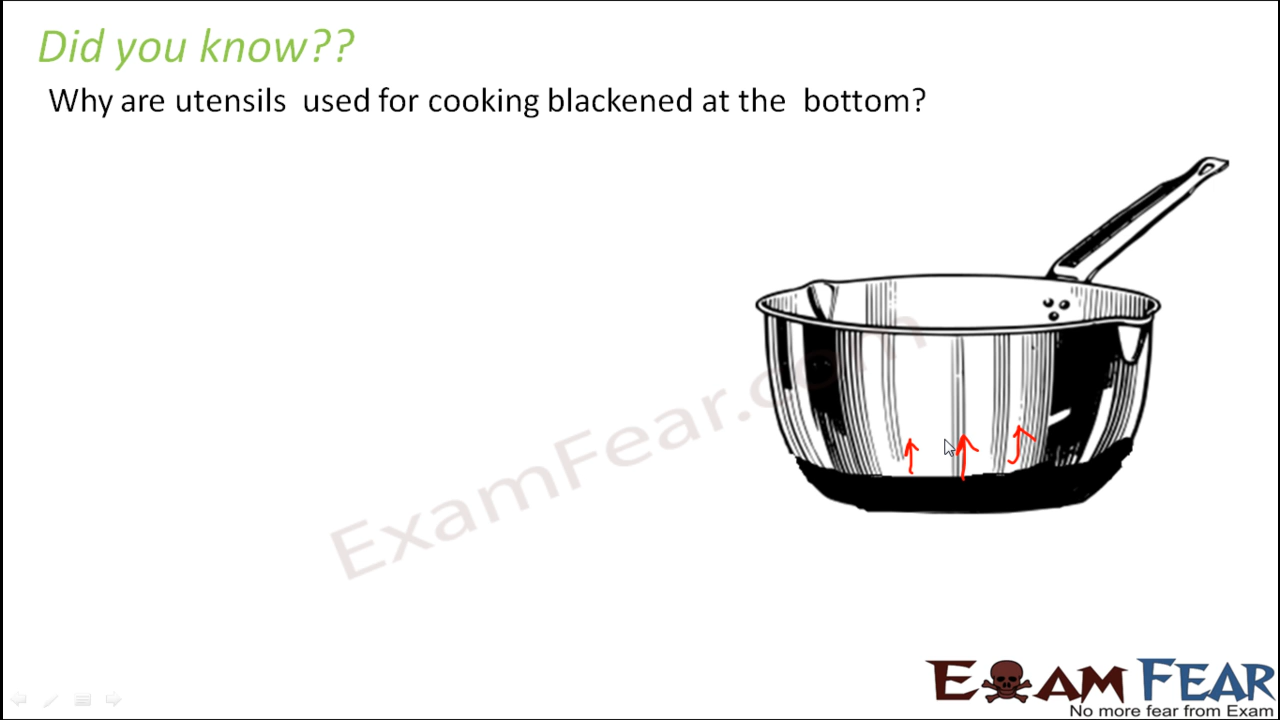 Did you know??
Why are utensils used for cooking blackened at the bottom?
ExamFear.com
EXAM FEAR
No more fear from Exam